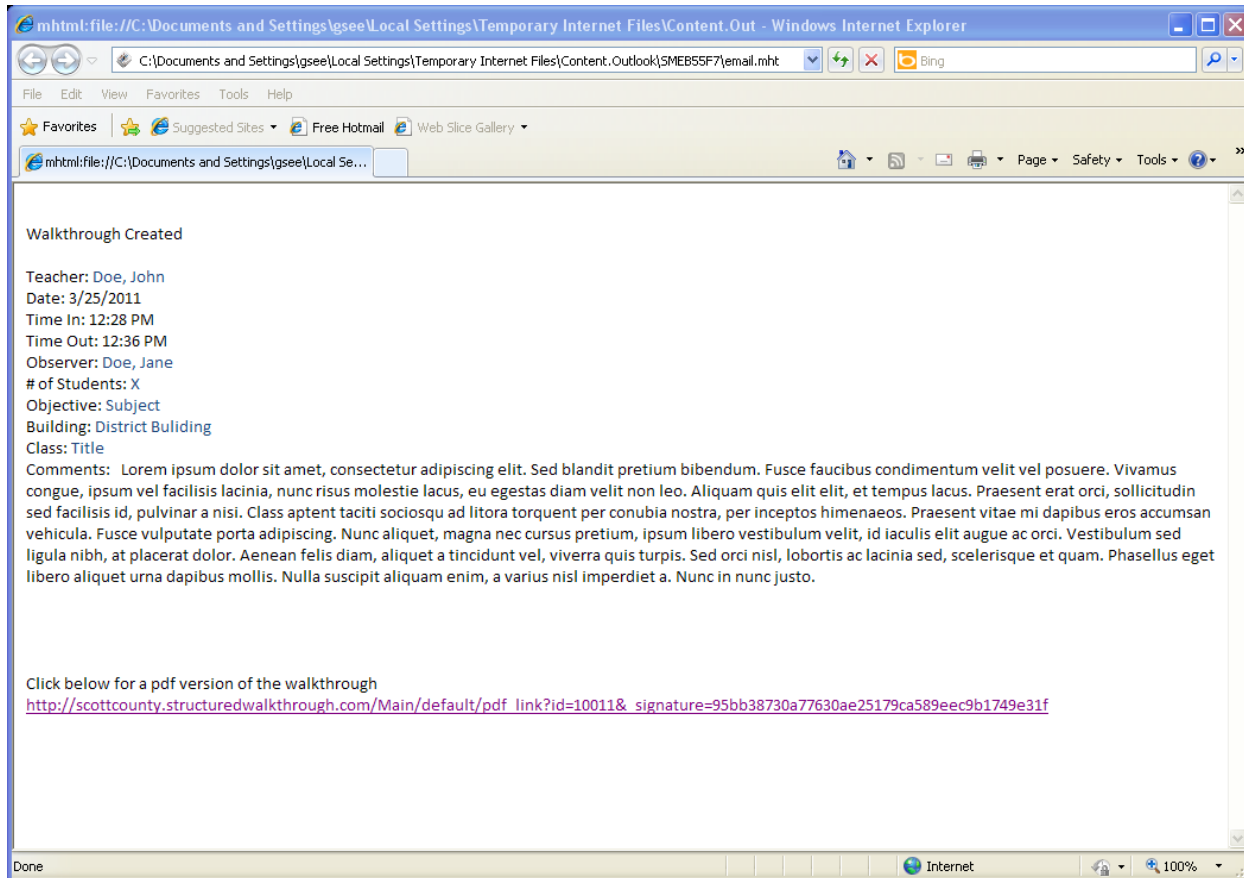 mhtml:file://C:\Documents and Settings\gsee\Local Settings\Temporary Internet Files\Content.Out - Windows Internet Explorer
C:\Documents and Settings\gsee\Local Settings\Temporary Internet Files\Content.Outlook\SMEB55F7\email.mht
Bing
File Edit View Favorites Tools Help
Favorites Suggested Sites Free Hotmail Web Slice Gallery
mhtml:file://C:\Documents and Settings\gsee\Local Se...
Page Safety Tools
Walkthrough Created
Teacher: Doe, John
Date: 3/25/2011
Time In: 12:28 PM
Time Out: 12:36 PM
Observer: Doe, Jane
# of Students: X
Objective: Subject
Building: District Buliding
Class: Title
Comments: Lorem ipsum dolor sit amet, consectetur adipiscing elit. Sed blandit pretium bibendum. Fusce faucibus condimentum velit vel posuere. Vivamus
congue, ipsum vel facilisis lacinia, nunc risus molestie lacus, eu egestas diam velit non leo. Aliquam quis elit elit, et tempus lacus. Praesent erat orci, sollicitudin
sed facilisis id, pulvinar a nisi. Class aptent taciti sociosqu ad litora torquent per conubia nostra, per inceptos himenaeos. Praesent vitae mi dapibus eros accumsan
vehicula. Fusce vulputate porta adipiscing. Nunc aliquet, magna nec cursus pretium, ipsum libero vestibulum velit, id iaculis elit augue ac orci. Vestibulum sed
ligula nibh, at placerat dolor. Aenean felis diam, aliquet a tincidunt vel, viverra quis turpis. Sed orci nisl, lobortis ac lacinia sed, scelerisque et quam. Phasellus eget
libero aliquet urna dapibus mollis. Nulla suscipit aliquam enim, a varius nisl imperdiet a. Nunc in nunc justo.
Click below for a pdf version of the walkthrough
http://scottcounty.structuredwalkthrough.com/Main/default/pdf_link?id=10011&_signature=95bb38730a77630ae25179ca589eec9b1749e31f
Done Internet 100%